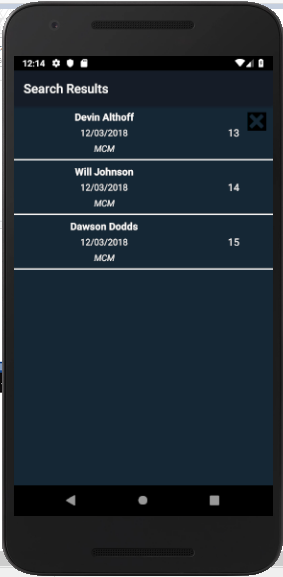 12:14
Search Results
Devin Althoff
12/03/2018
13
MCM
Will Johnson
12/03/2018
14
MCM
Dawson Dodds
12/03/2018
15
MCM